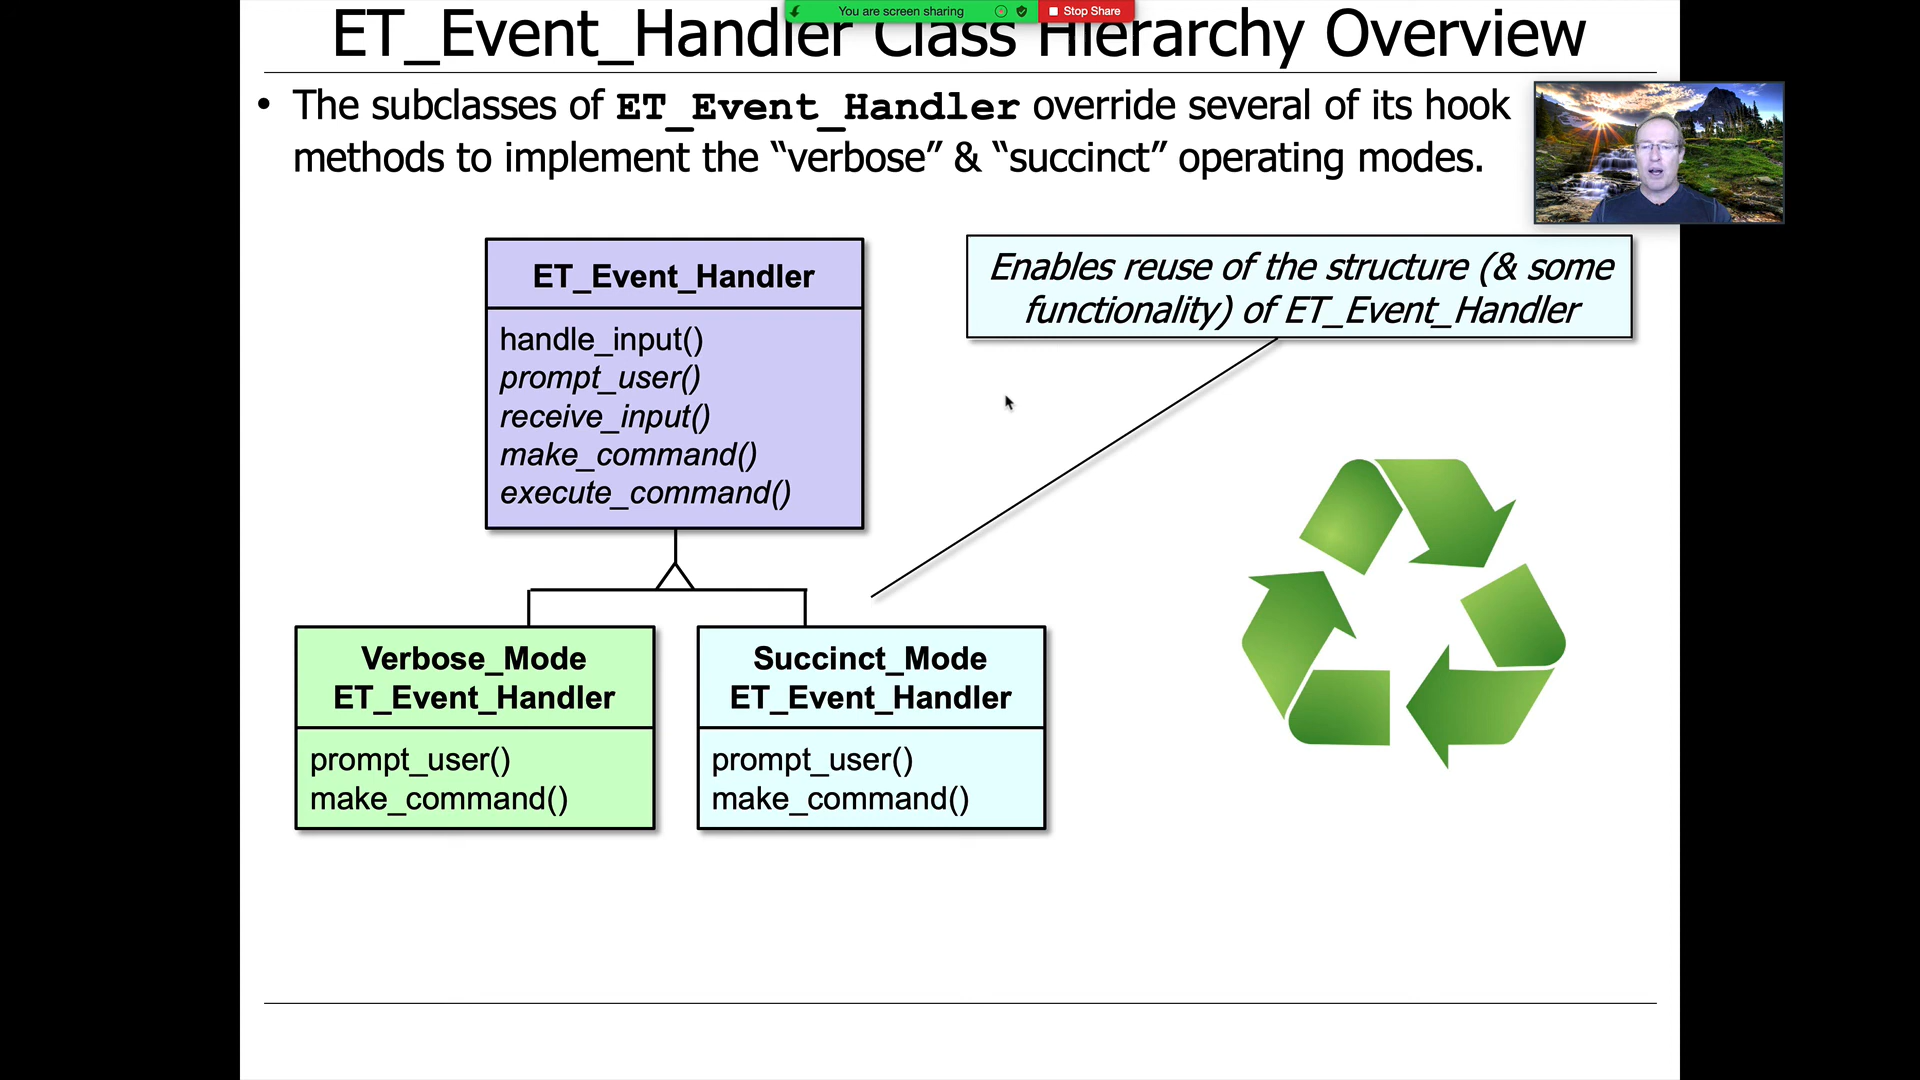 You are screen sharing
Stop Share
ET_Event_Handler Class Hierarchy Overview
• The subclasses of ET_Event_Handler override several of its hook
methods to implement the “verbose” & “succinct” operating modes.
ET_Event_Handler
handle_input()
prompt_user()
receive_input()
make_command()
execute_command()
Enables reuse of the structure (& some
functionality) of ET_Event_Handler
Verbose_Mode
ET_Event_Handler
prompt_user()
make_command()
Succinct_Mode
ET_Event_Handler
prompt_user()
make_command()